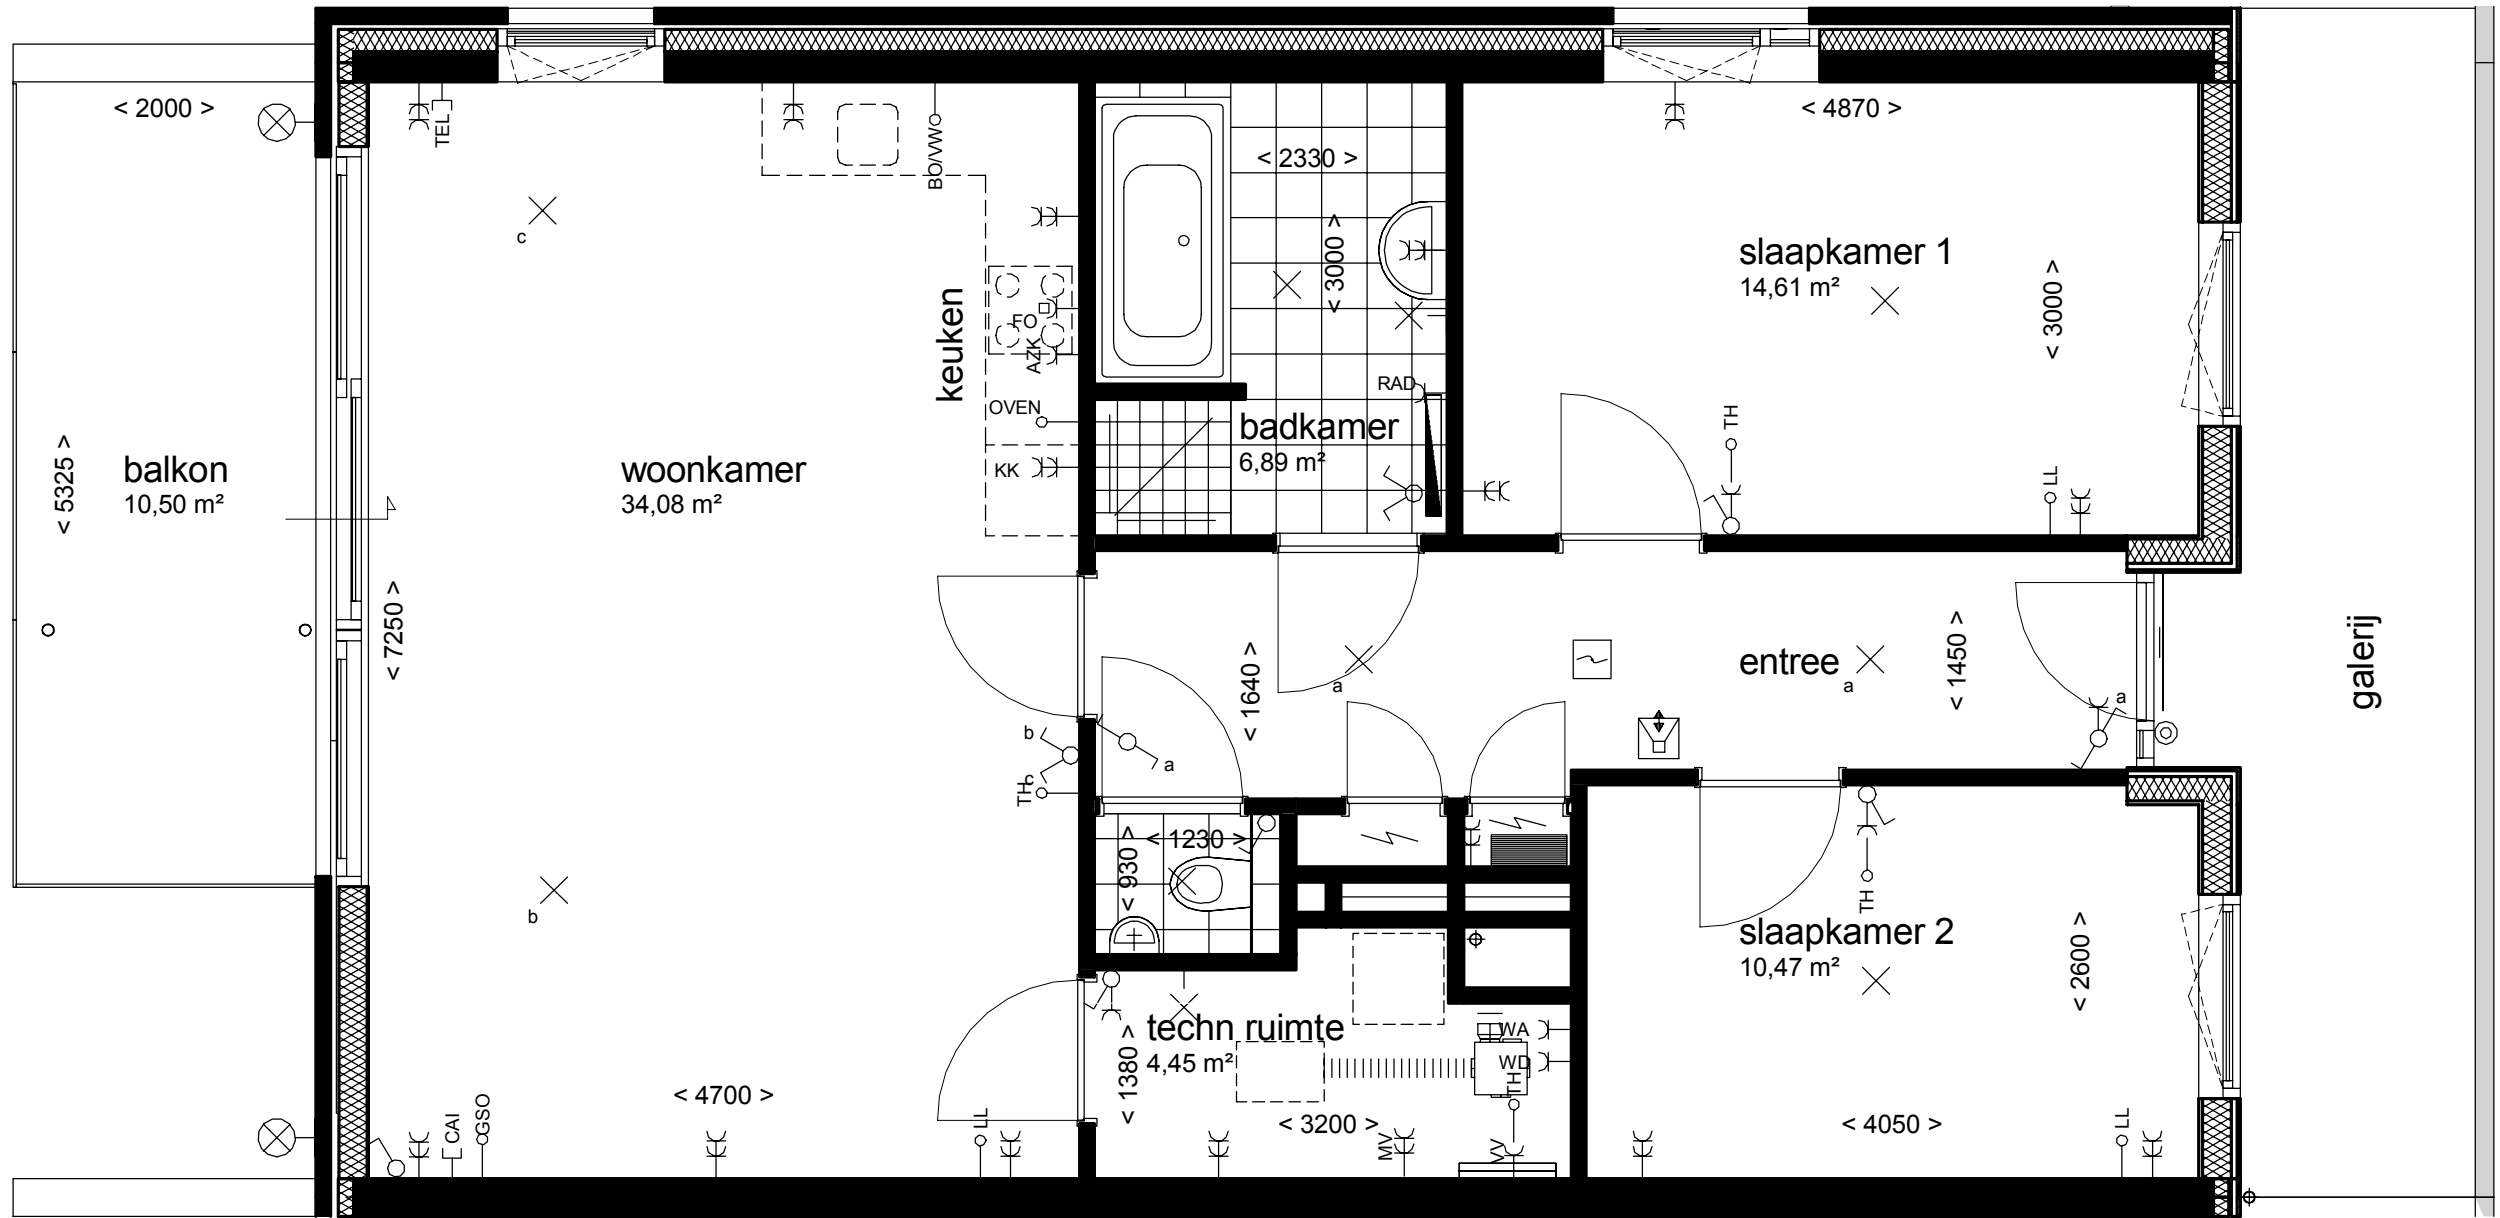 < 2000 >
TEL
c
BO/VW
< 2330 >
< 3000 >
< 4870 >
slaapkamer 1
14,61 m²
< 3000 >
keuken
FO
AZK
OVEN
KK
RAD
badkamer
6,89 m²
TH
LL
< 5325 >
balkon
10,50 m²
woonkamer
34,08 m²
< 7250 >
< 1640 >
a
entree
a
< 1450 >
a
galerij
b
c
TH
a
< 930 >
< 1230 >
b
TH
slaapkamer 2
10,47 m²
< 2600 >
techn ruimte
4,45 m²
< 1380 >
WA
WD
TH
< 4700 >
< 3200 >
< 4050 >
CAI
GSO
LL
MV
VV
LL